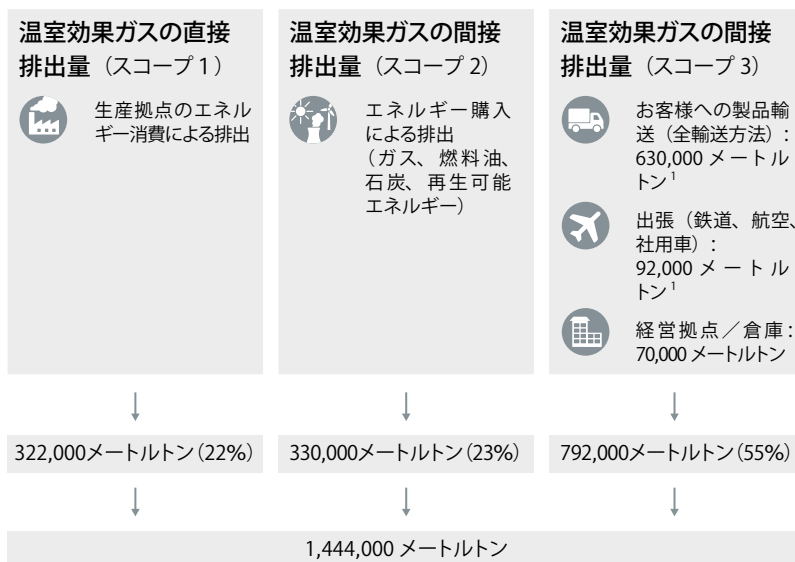 温室効果ガスの直接
排出量（スコープ 1）
生産拠点のエネル
ギー消費による排出
温室効果ガスの間接
排出量（スコープ 2）
エネルギー購入
による排出
（ガス、燃料油、
石炭、再生可能
エネルギー）
温室効果ガスの間接
排出量（スコープ 3）
お客様への製品輸
送（全輸送方法）：
630,000 メートル
トン 1
出張（鉄道、航空、
社用車）：
92,000 メートル
トン 1
経営拠点／倉庫：
70,000 メートルトン
322,000メートルトン（22%）
330,000メートルトン（23%）
792,000メートルトン（55%）
1,444,000 メートルトン